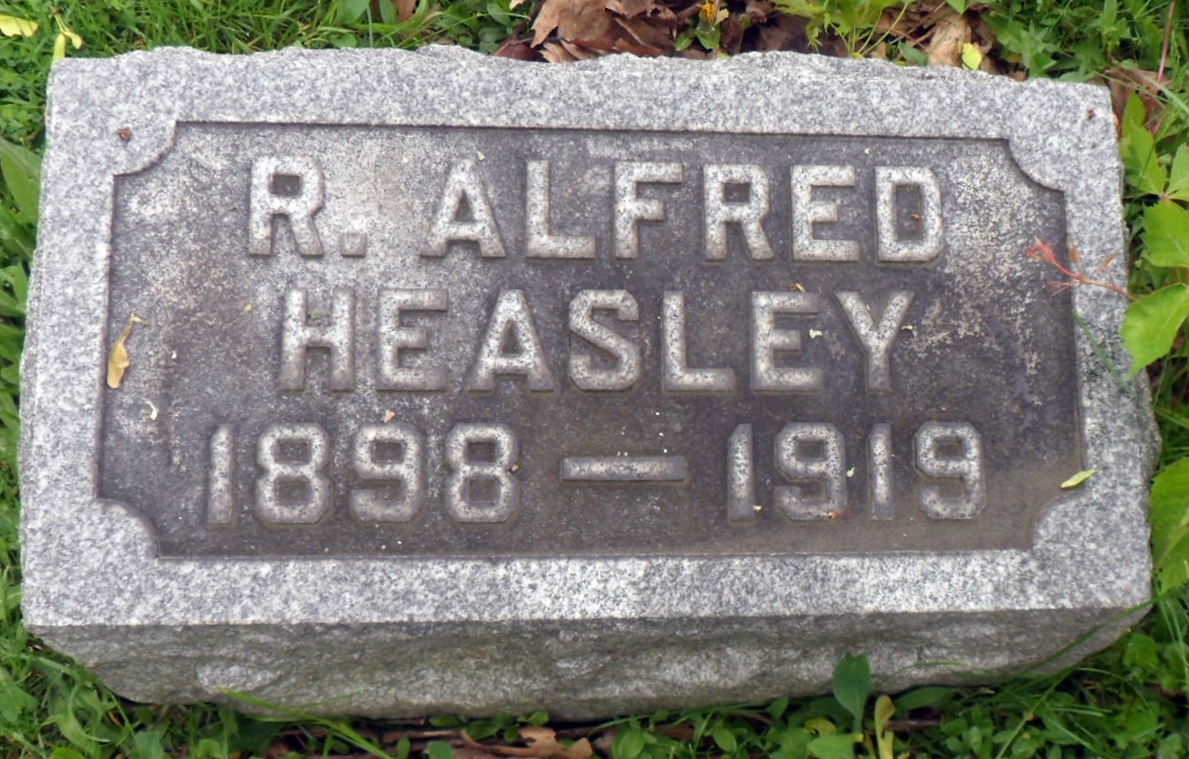 R. ALFRED
HEASLEY
1898 — 1919